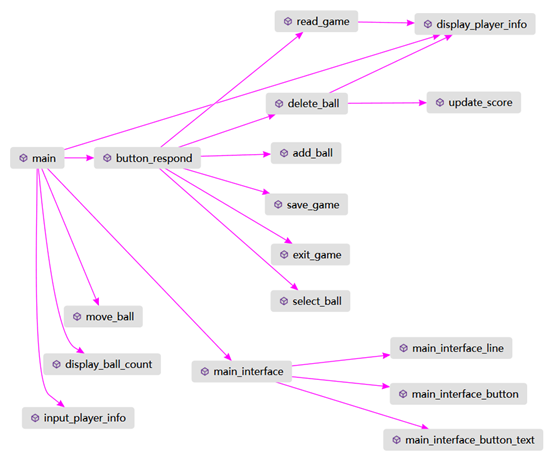 read_game
display_player_info
delete_ball
update_score
main
button_respond
add_ball
save_game
exit_game
select_ball
move_ball
display_ball_count
main_interface
main_interface_line
main_interface_button
input_player_info
main_interface_button_text